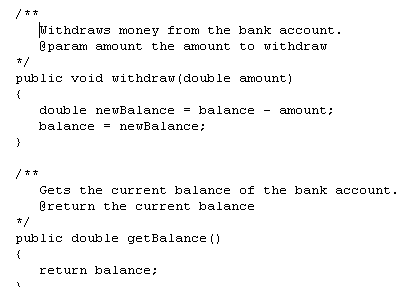 /**
   Withdraws money from the bank account.
   @param amount the amount to withdraw
*/
public void withdraw(double amount)
{
   double newBalance = balance - amount;
   balance = newBalance;
}

/**
   Gets the current balance of the bank account.
   @return the current balance
*/
public double getBalance()
{
   return balance;
}